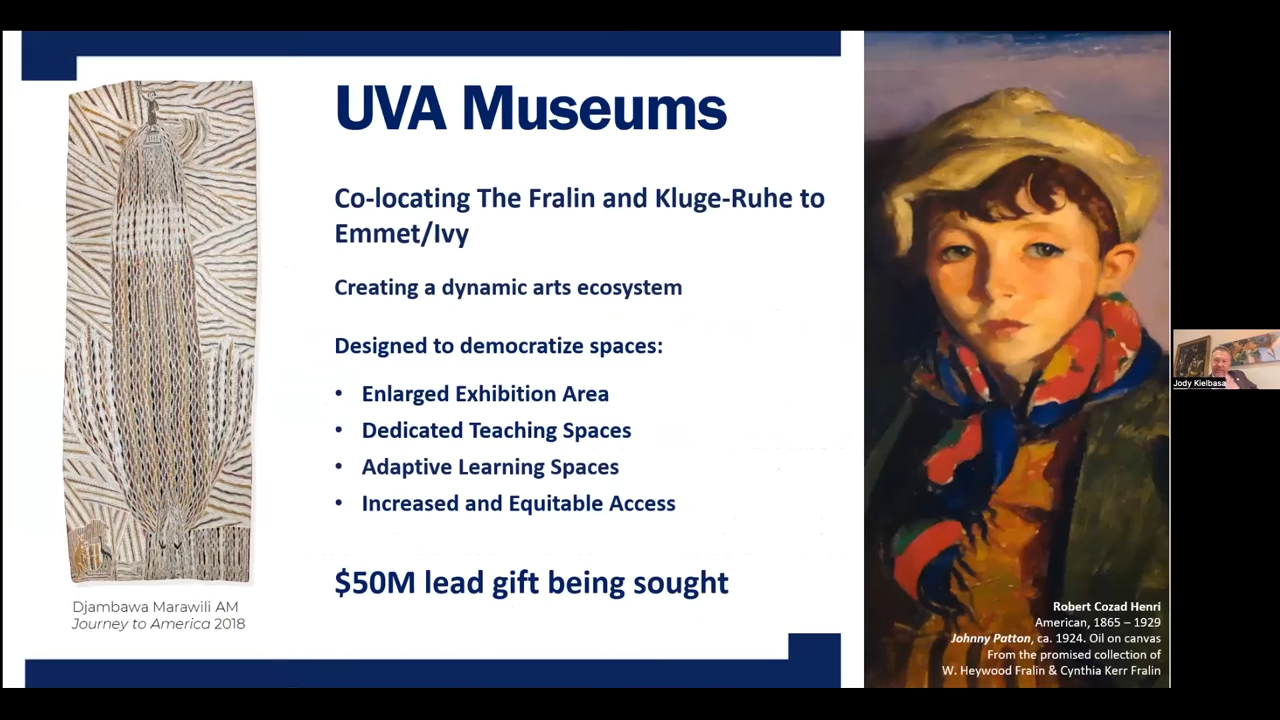 UVA Museums
Co-locating The Fralin and Kluge-Ruhe to
Emmet/Ivy
Creating a dynamic arts ecosystem
Designed to democratize spaces:
• Enlarged Exhibition Area
• Dedicated Teaching Spaces
• Adaptive Learning Spaces
• Increased and Equitable Access
$50M lead gift being sought
Djambawa Marawili AM
Journey to America 2018
Robert Cozad Henri
American, 1865 – 1929
Johnny Patton, ca. 1924. Oil on canvas
From the promised collection of
W. Heywood Fralin & Cynthia Kerr Fralin
Jody Kielbasa